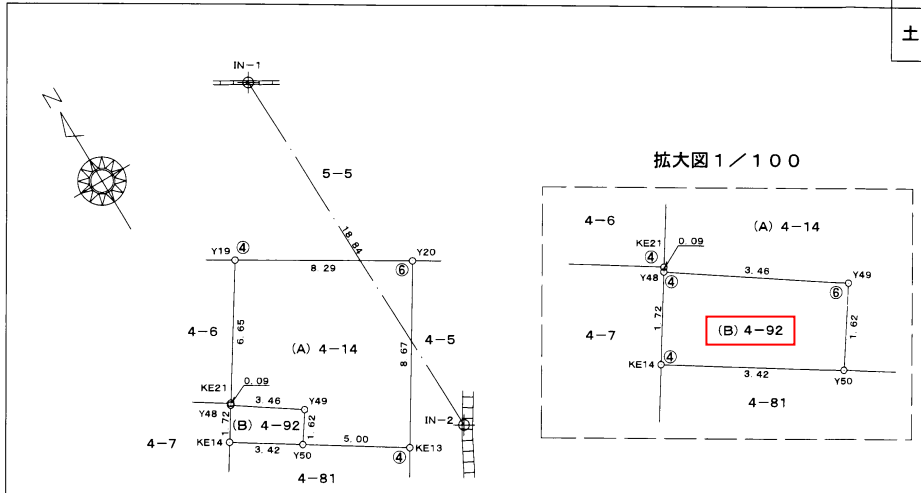 土
IN-1
N
5-5
拡大図1/100
18.84
4-6
(A) 4-14
KE21
0.09
④
Y19
④
Y20
8.29
⑥
Y48
④
3.46
Y49
⑥
4-6
6.65
(A) 4-14
8.67
4-5
4-7
1.72
(B) 4-92
1.62
KE14
④
3.42
Y50
4-81
KE21
0.09
3.46
Y49
Y48
1.72
(B) 4-92
1.62
IN-2
4-7
KE14
3.42
Y50
5.00
④
KE13
4-81